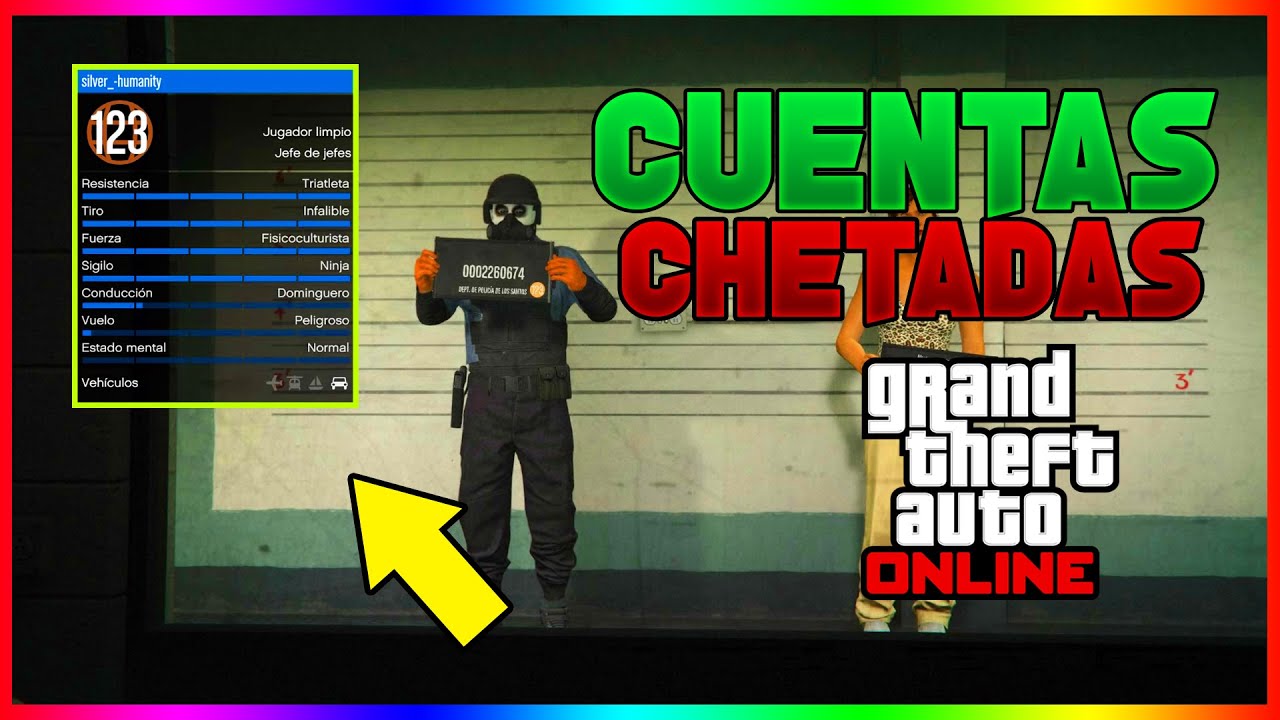 silver_-humanity
123
Jugador limpio
Jefe de jefes
Resistencia Triatleta
Tiro Infalible
Fuerza Fisicoculturista
Sigilo Ninja
Conducción Dominguero
Vuelo Peligroso
Estado mental Normal
Vehículos
0002260674
DEPT. DE POLICÍA DE LOS SANTOS
CUENTAS
CHETADAS
grand
theft
auto
ONLINE
3'